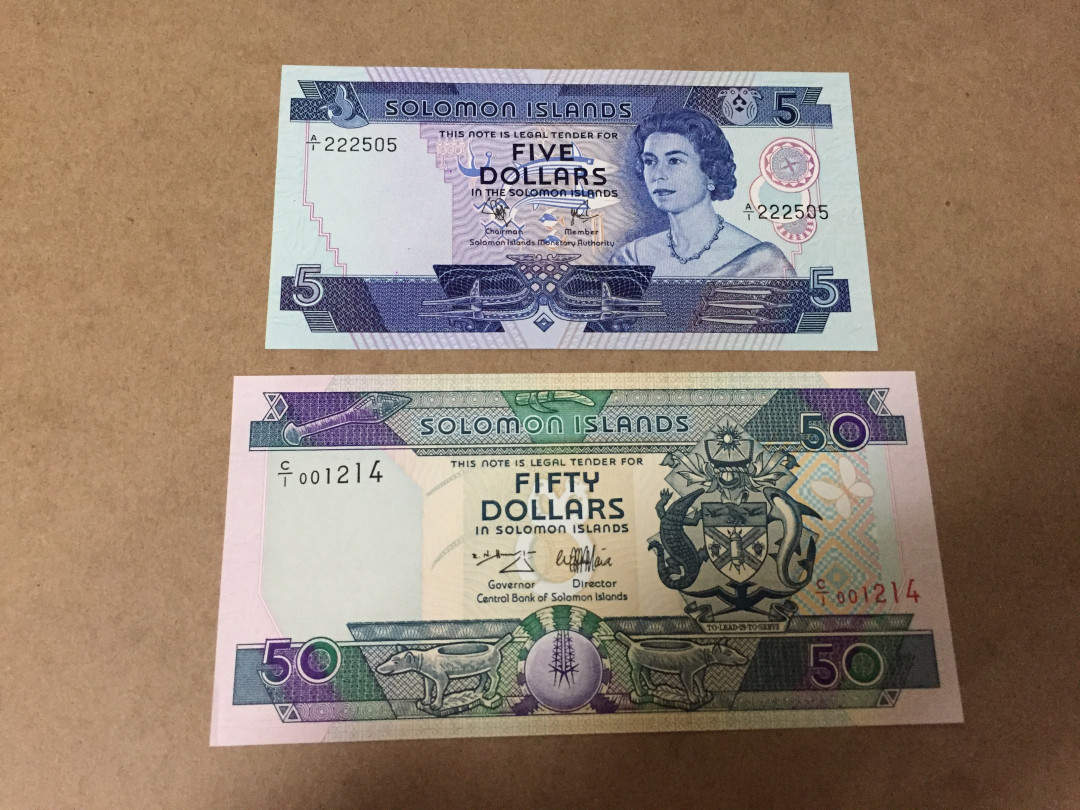 SOLOMON ISLANDS 5
A/1 222505
THIS NOTE IS LEGAL TENDER FOR
FIVE
DOLLARS
IN THE SOLOMON ISLANDS
A/1 222505
Chairman Member
Solomon Islands Monetary Authority
5 5
SOLOMON ISLANDS 50
C/1 001214
THIS NOTE IS LEGAL TENDER FOR
FIFTY
DOLLARS
IN SOLOMON ISLANDS
Governor Director
Central Bank of Solomon Islands
C/1 001214
TO·LEAD·IS·TO·SERVE
50 50